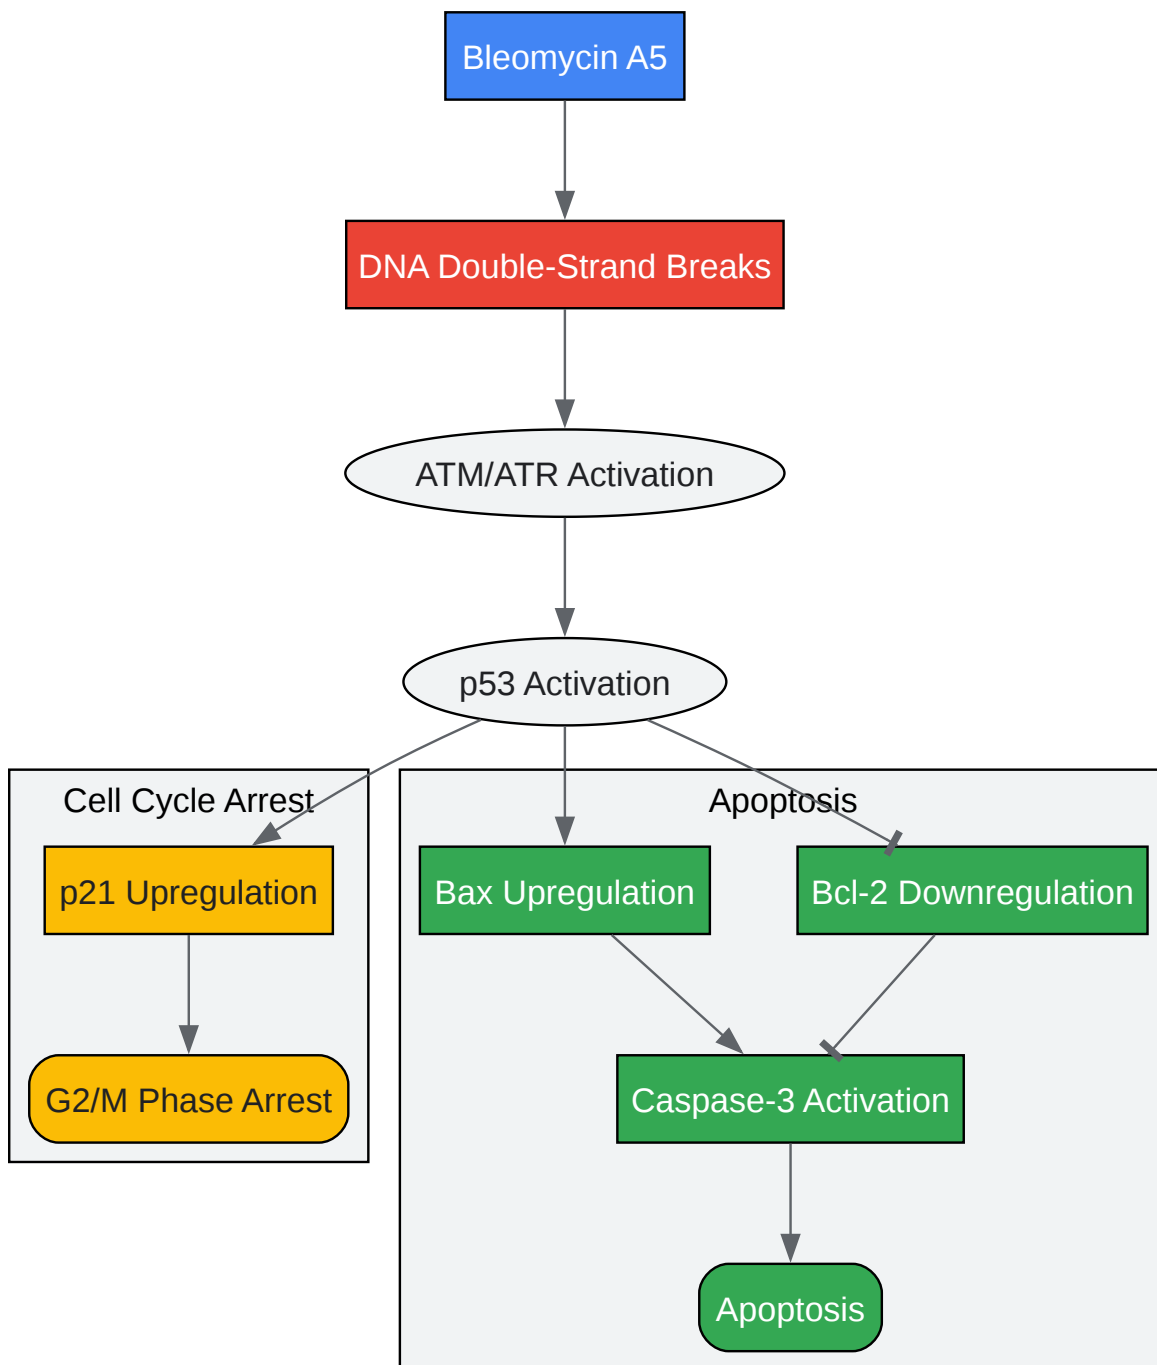 Bleomycin A5
DNA Double-Strand Breaks
ATM/ATR Activation
p53 Activation
Cell Cycle Arrest
p21 Upregulation
G2/M Phase Arrest
Apoptosis
Bax Upregulation
Bcl-2 Downregulation
Caspase-3 Activation
Apoptosis